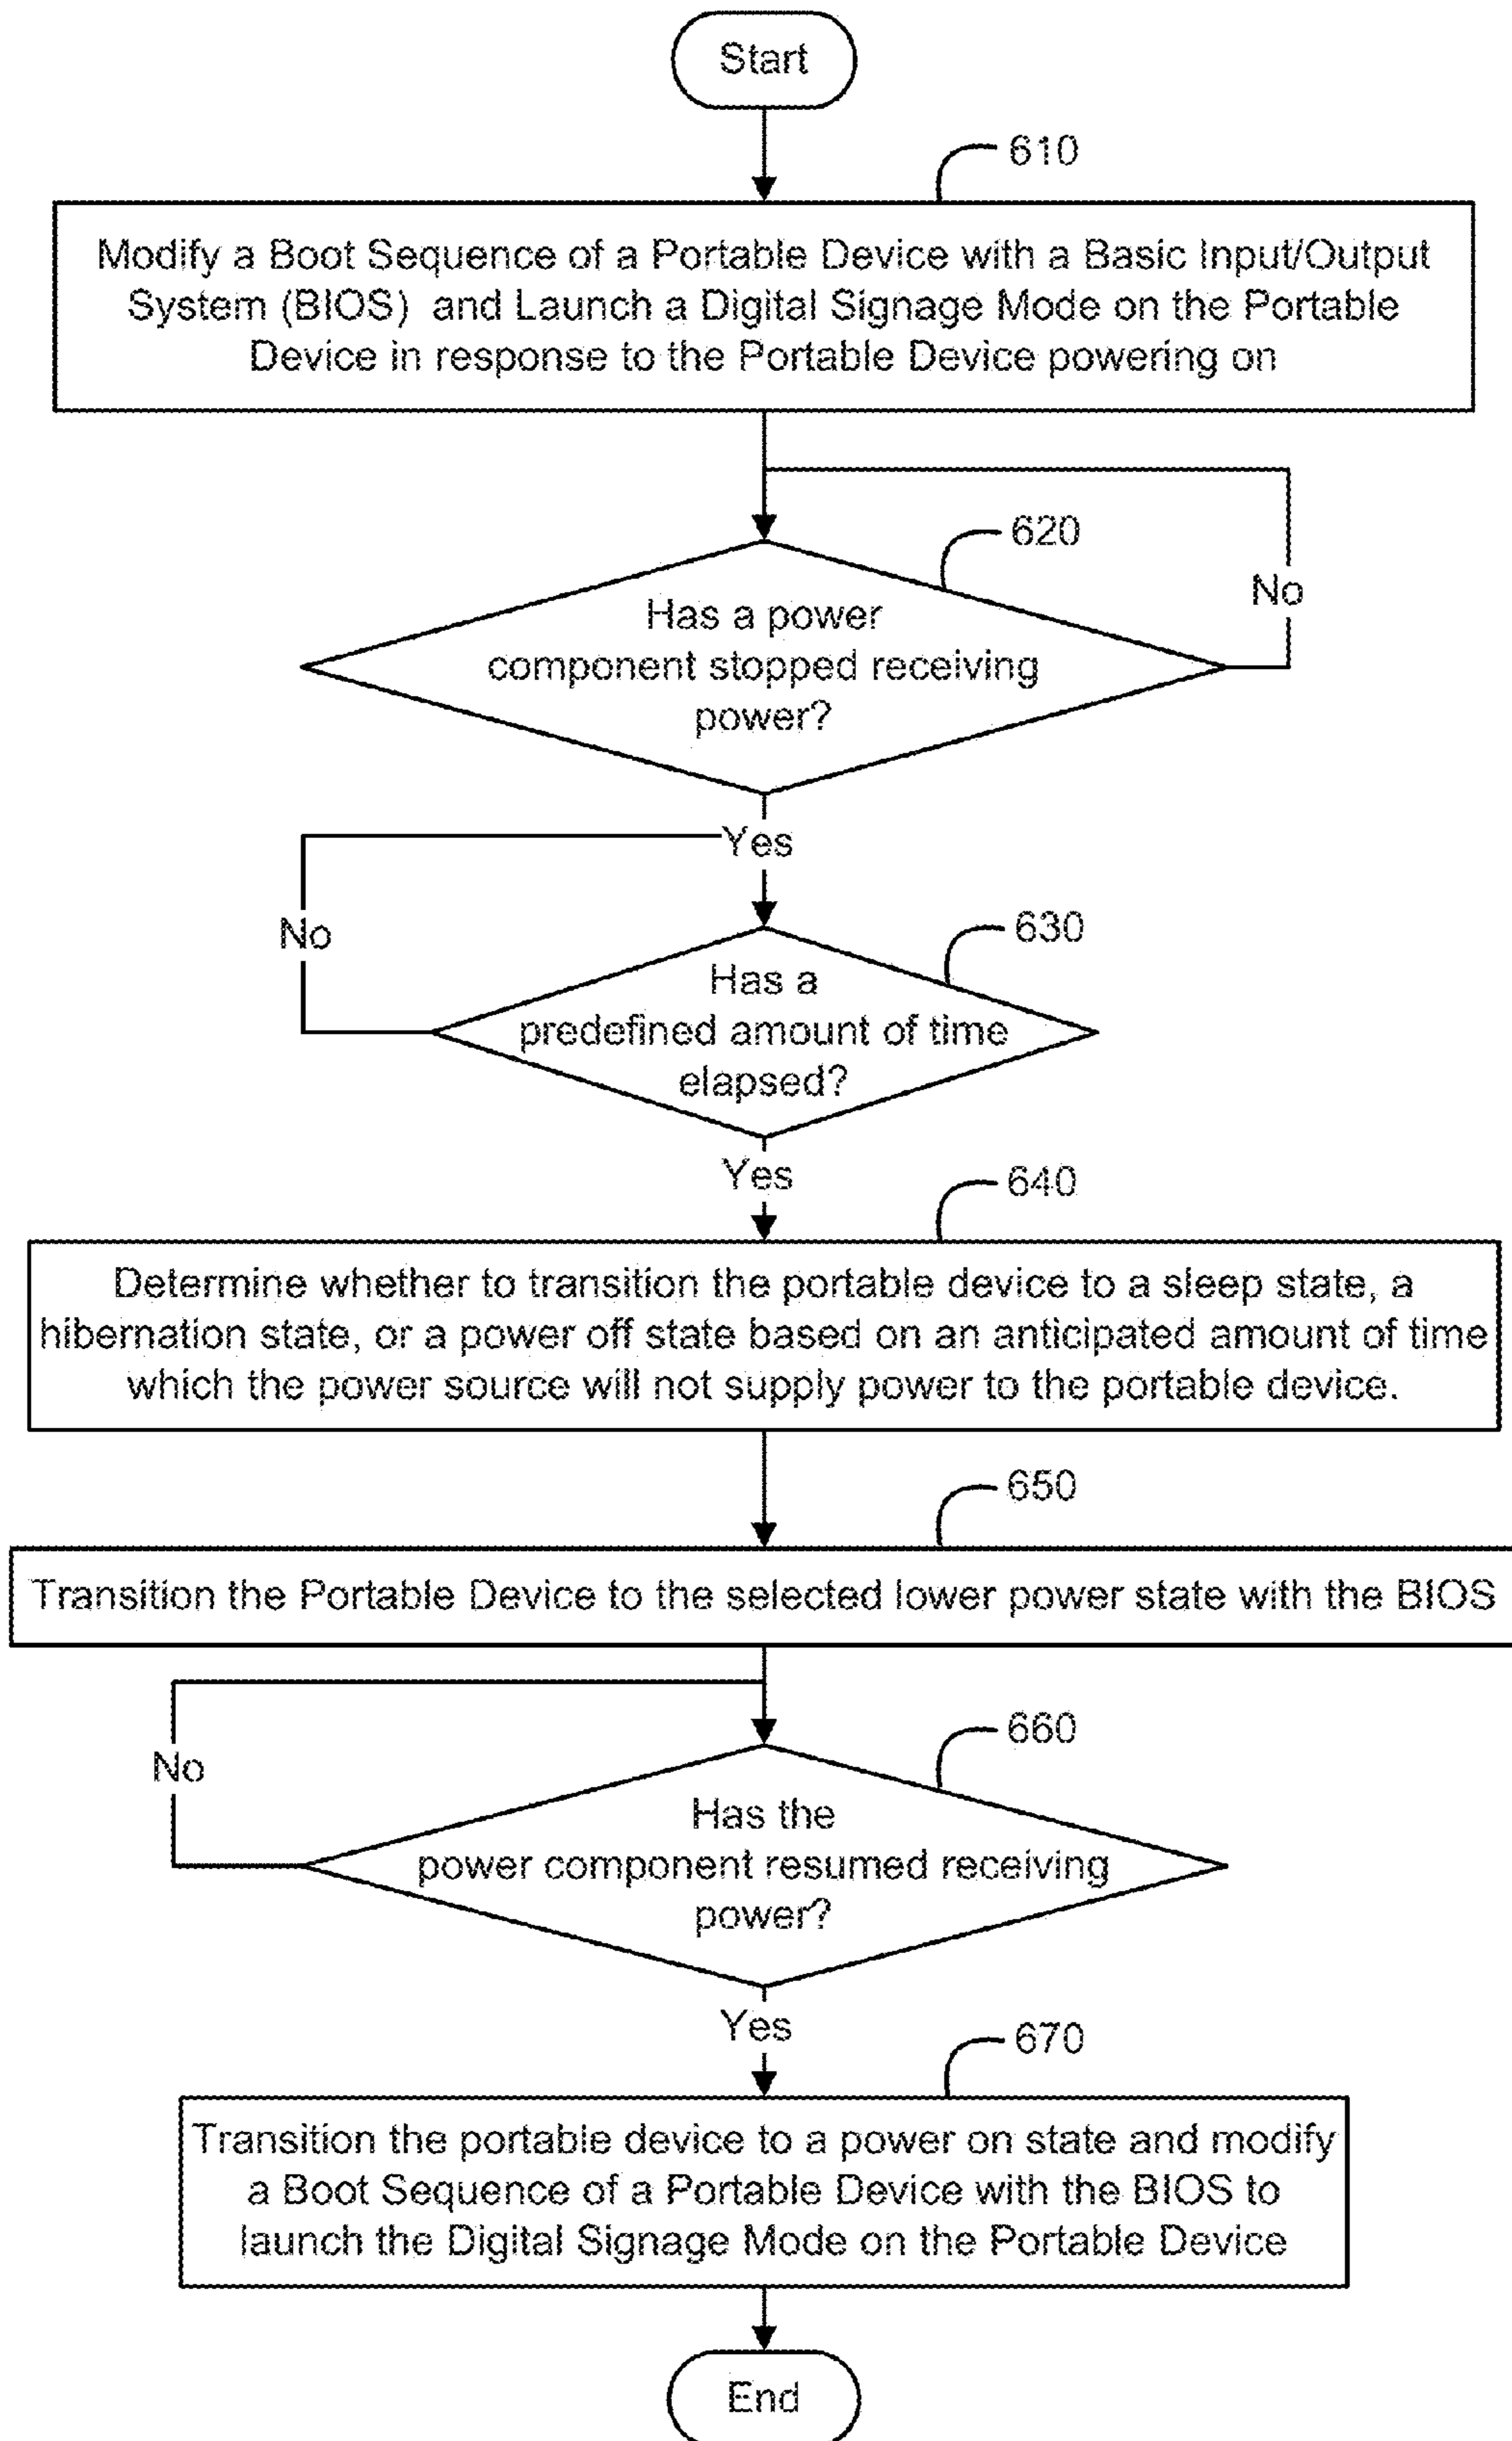 Start
610
Modify a Boot Sequence of a Portable Device with a Basic Input/Output
System (BIOS) and Launch a Digital Signage Mode on the Portable
Device in response to the Portable Device powering on
620
No
Has a power
component stopped receiving
power?
Yes
No
630
Has a
predefined amount of time
elapsed?
Yes
640
Determine whether to transition the portable device to a sleep state, a
hibernation state, or a power off state based on an anticipated amount of time
which the power source will not supply power to the portable device.
650
Transition the Portable Device to the selected lower power state with the BIOS
660
No
Has the
power component resumed receiving
power?
Yes
670
Transition the portable device to a power on state and modify
a Boot Sequence of a Portable Device with the BIOS to
launch the Digital Signage Mode on the Portable Device
End